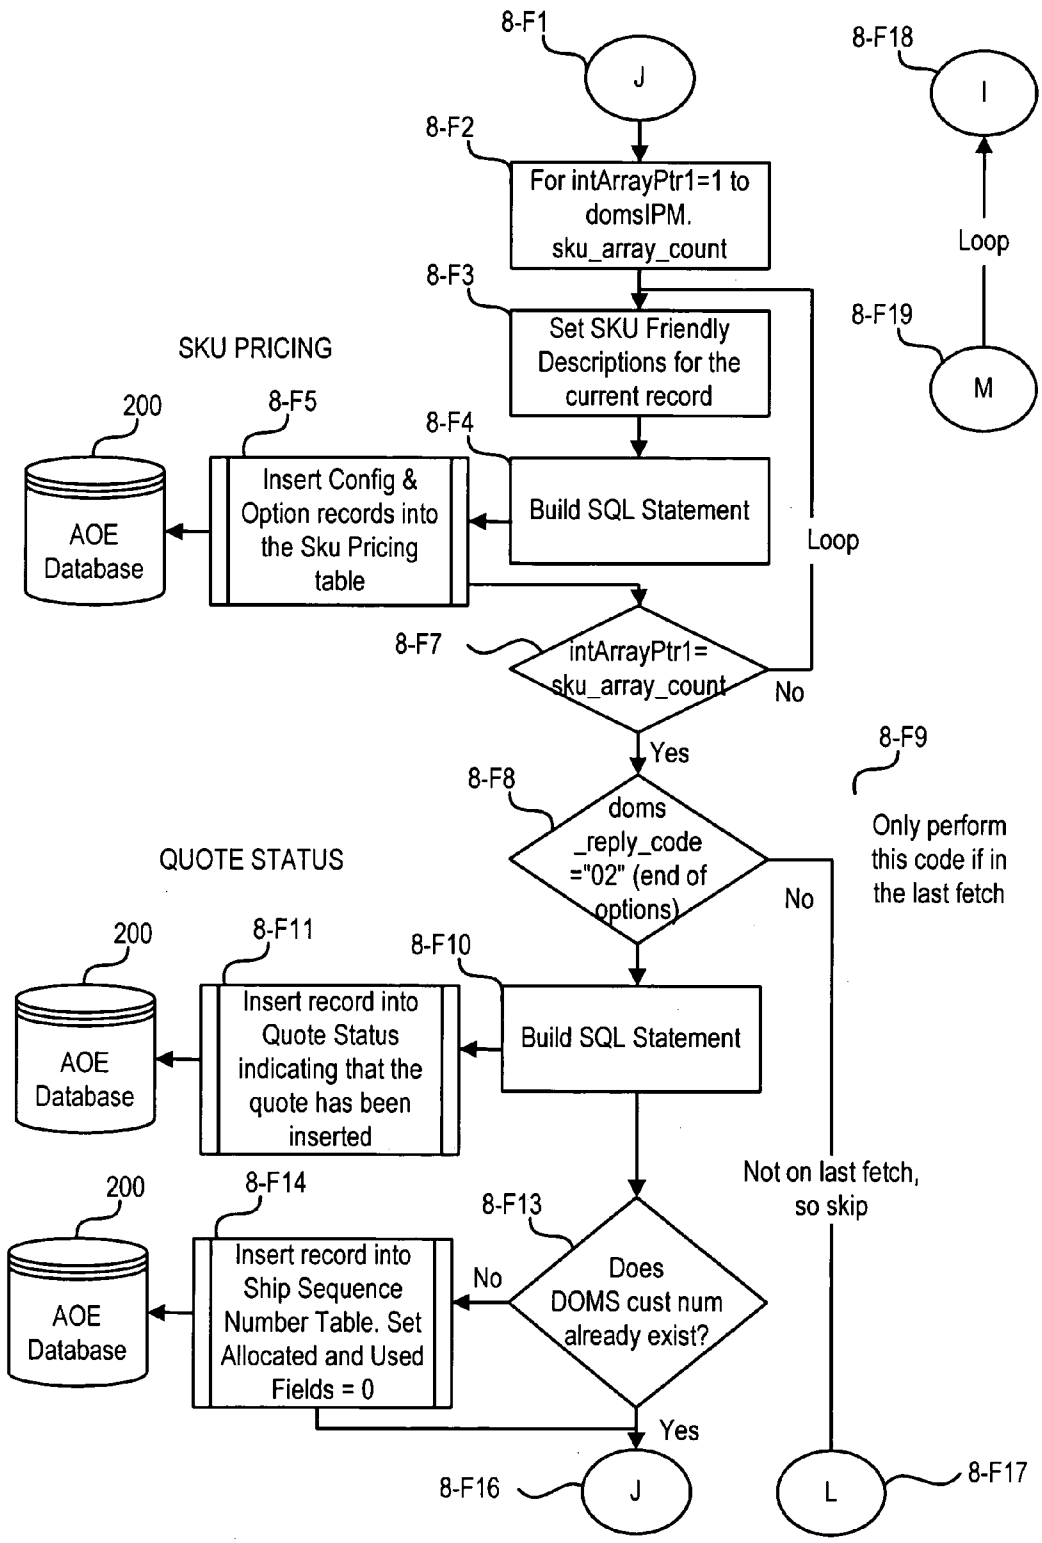 8-F1
J
8-F18
I
8-F2
For intArrayPtr1=1 to
domsIPM.
sku_array_count
Loop
8-F3
Set SKU Friendly
Descriptions for the
current record
8-F19
M
SKU PRICING
200
AOE
Database
8-F5
Insert Config &
Option records into
the Sku Pricing
table
8-F4
Build SQL Statement
Loop
8-F7
intArrayPtr1=
sku_array_count
No
Yes
8-F8
doms
_reply_code
="02" (end of
options)
No
8-F9
Only perform
this code if in
the last fetch
QUOTE STATUS
200
AOE
Database
8-F11
Insert record into
Quote Status
indicating that the
quote has been
inserted
8-F10
Build SQL Statement
Not on last fetch,
so skip
200
AOE
Database
8-F14
Insert record into
Ship Sequence
Number Table. Set
Allocated and Used
Fields = 0
No
8-F13
Does
DOMS cust num
already exist?
Yes
8-F16
J
L
8-F17